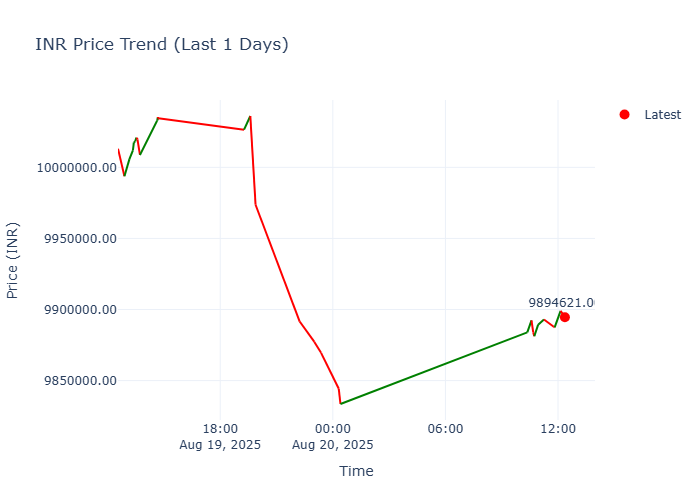 INR Price Trend (Last 1 Days)
Latest
10000000.00
9950000.00
9900000.00
9850000.00
Price (INR)
9894621.0
18:00
Aug 19, 2025
00:00
Aug 20, 2025
06:00
12:00
Time